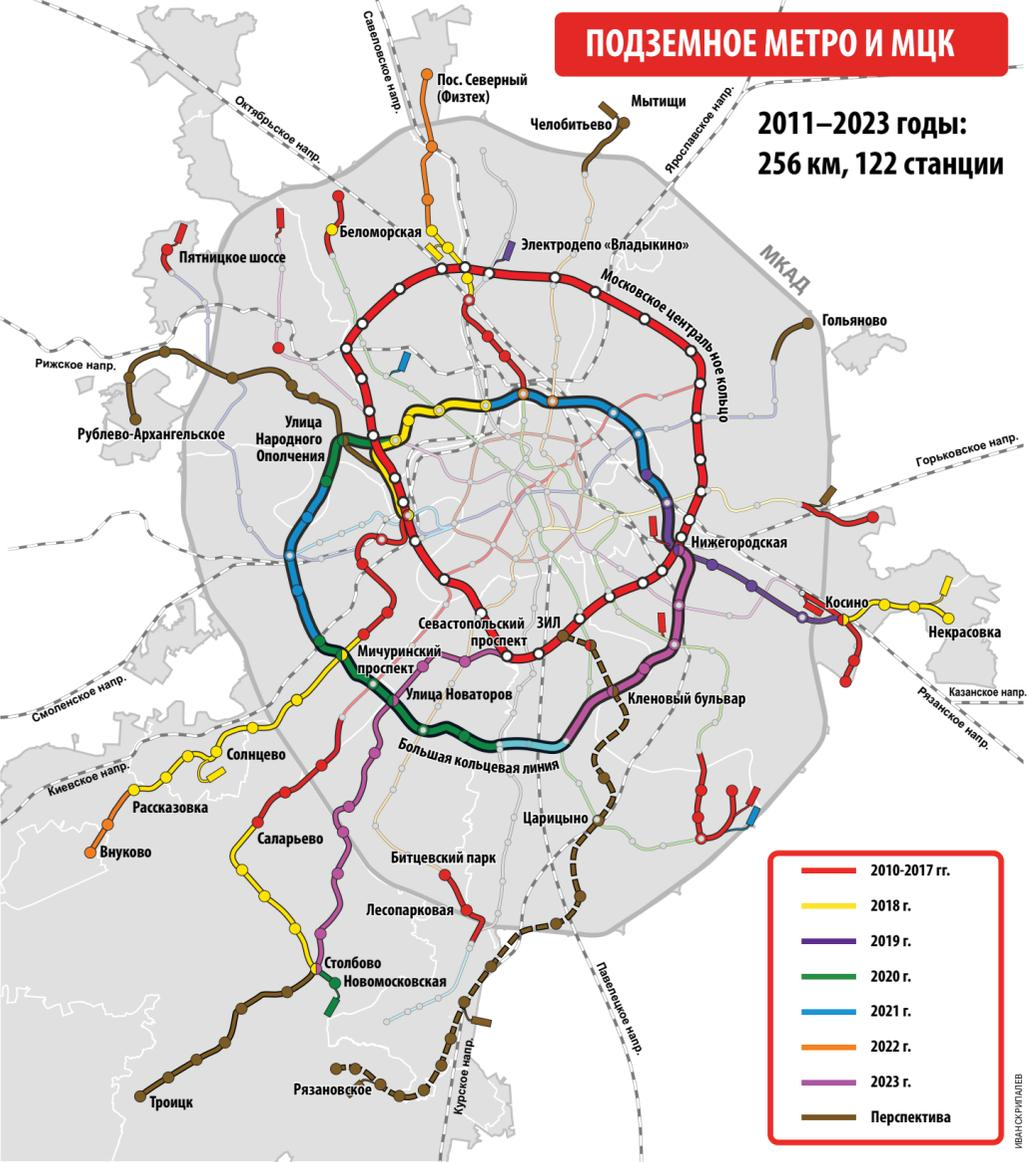 ПОДЗЕМНОЕ МЕТРО И МЦК
2011–2023 годы:
256 км, 122 станции
Савеловское напр.
Пос. Северный
(Физтех)
Октябрьское напр.
Мытищи
Челобитьево
Ярославское напр.
МКАД
Беломорская
Электродепо «Владыкино»
Пятницкое шоссе
Московское центральное кольцо
Гольяново
Рижское напр.
Рублево-Архангельское
Улица
Народного
Ополчения
Горьковское напр.
Нижегородская
Косино
Некрасовка
Казанское напр.
Рязанское напр.
Севастопольский
проспект
ЗИЛ
Мичуринский
проспект
Улица Новаторов
Кленовый бульвар
Смоленское напр.
Большая кольцевая линия
Солнцево
Киевское напр.
Рассказовка
Внуково
Саларьево
Царицыно
Битцевский парк
Лесопарковая
Столбово
Новомосковская
Павелецкое напр.
Курское напр.
Рязановское
Троицк
2010-2017 гг.
2018 г.
2019 г.
2020 г.
2021 г.
2022 г.
2023 г.
Перспектива
ИВАН СКРИПАЛЕВ